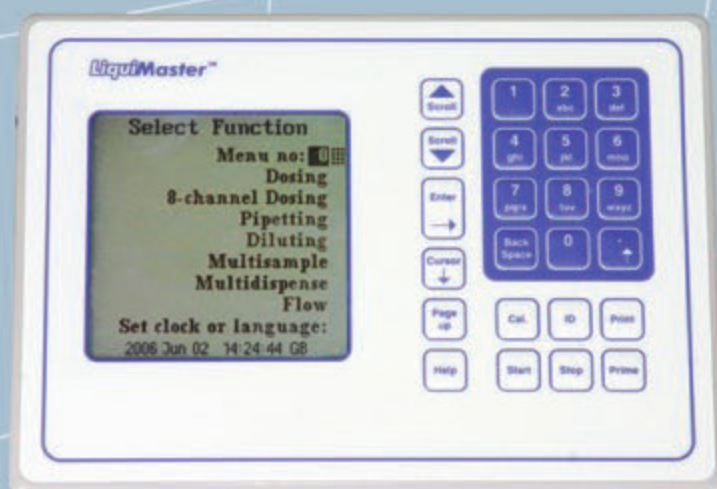 LiquiMaster™
Select Function
Menu no: 0
Dosing
8-channel Dosing
Pipetting
Diluting
Multisample
Multidispense
Flow
Set clock or language:
2006 Jun 02 14:24:44 GB
Scroll
Scroll
Enter
Cursor
Page up
Help
1
2 abc
3 def
4 ghi
5 jkl
6 mno
7 pqrs
8 tuv
9 wxyz
Back Space
0
.
Cal.
ID
Print
Start
Stop
Prime